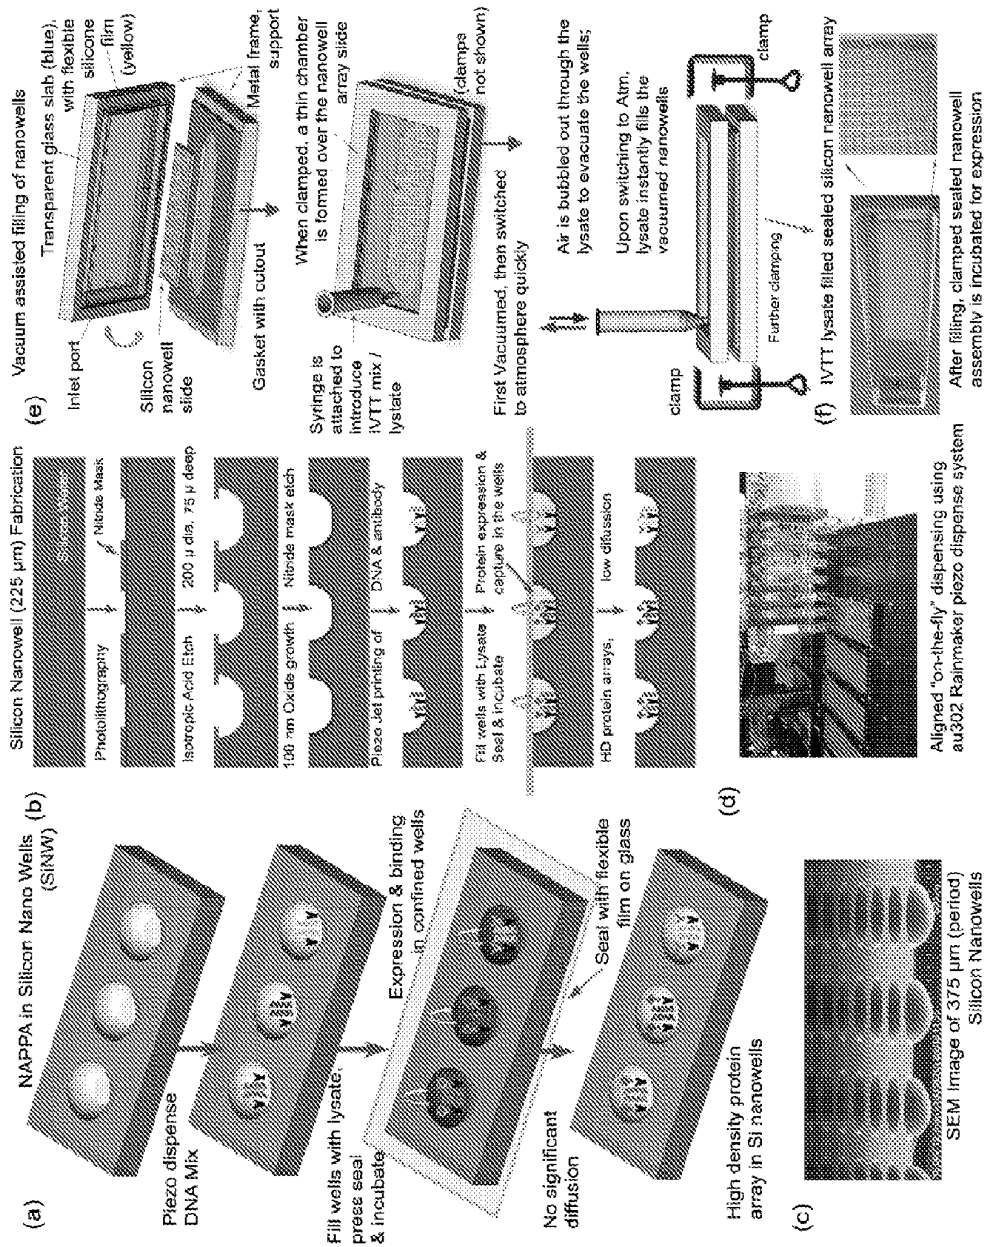 (a)
NAPPA in Silicon Nano Wells
(SiNW)
Piezo dispense
DNA Mix
Fill wells with lysate,
press seal
& incubate
Expression & binding
in confined wells
No significant
diffusion
Seal with flexible
film on glass
High density protein
array in Si nanowells
(b)
Silicon Nanowell (225 µm) Fabrication
Photolithography
Nitride Mask
Isotropic Acid Etch
200 µ dia. 75 µ deep
100 nm Oxide growth
Nitride mask etch
Piezo Jet printing of
DNA & antibody
Fill wells with Lysate
Seal & incubate
Protein expression &
capture in the wells
HD protein arrays,
low difussion
(c)
SEM Image of 375 µm (period)
Silicon Nanowells
(d)
Aligned "on-the-fly" dispensing using
au302 Rainmaker piezo dispense system
(e)
Vacuum assisted filling of nanowells
Inlet port
Transparent glass slab (blue),
with flexible
silicone
film
(yellow)
Silicon
nanowell
slide
Metal frame,
support
Gasket with cutout
Syringe is
attached to
introduce
IVTT mix /
lystate
When clamped, a thin chamber
is formed over the nanowell
array slide
(clamps
not shown)
First Vacuumed, then switched
to atmosphere quickly
Air is bubbled out through the
lysate to evacuate the wells;
Upon switching to Atm.
lysate instantly fills the
vacuumed nanowells
clamp
clamp
Further clamping
(f)
IVTT lysate filled sealed silicon nanowell array
After filling, clamped sealed nanowell
assembly is incubated for expression